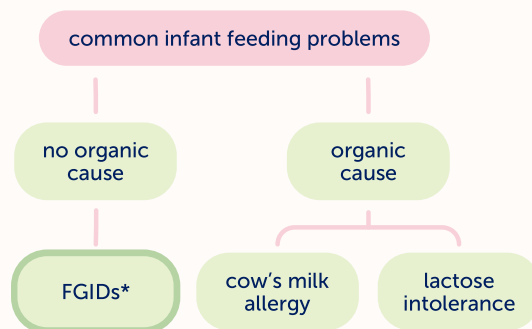 common infant feeding problems
no organic
cause
organic
cause
FGIDs*
cow's milk
allergy
lactose
intolerance